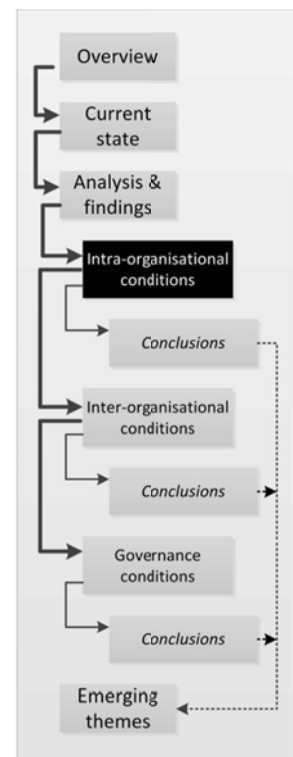 Overview
Current
state
Analysis &
findings
Intra-organisational
conditions
Conclusions
Inter-organisational
conditions
Conclusions
Governance
conditions
Conclusions
Emerging
themes